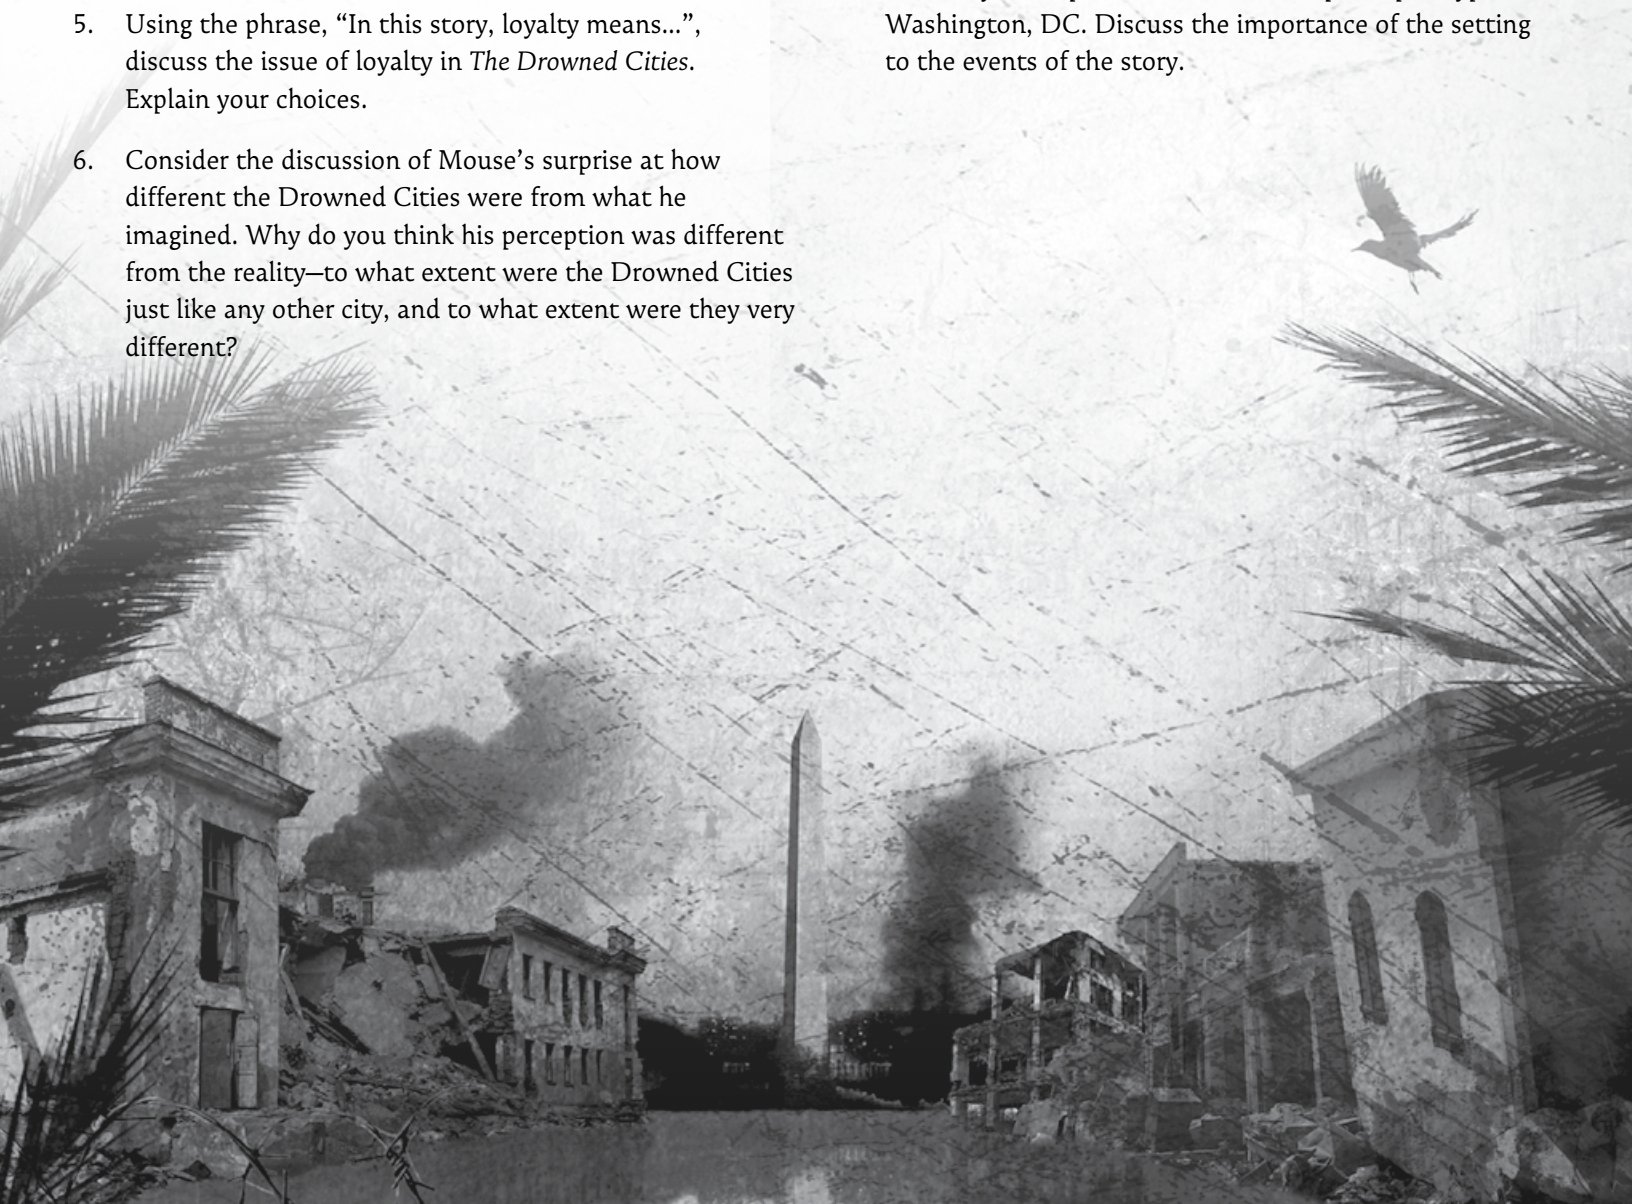 5. Using the phrase, “In this story, loyalty means...”,
discuss the issue of loyalty in The Drowned Cities.
Explain your choices.
6. Consider the discussion of Mouse’s surprise at how
different the Drowned Cities were from what he
imagined. Why do you think his perception was different
from the reality—to what extent were the Drowned Cities
just like any other city, and to what extent were they very
different?
Washington, DC. Discuss the importance of the setting
to the events of the story.